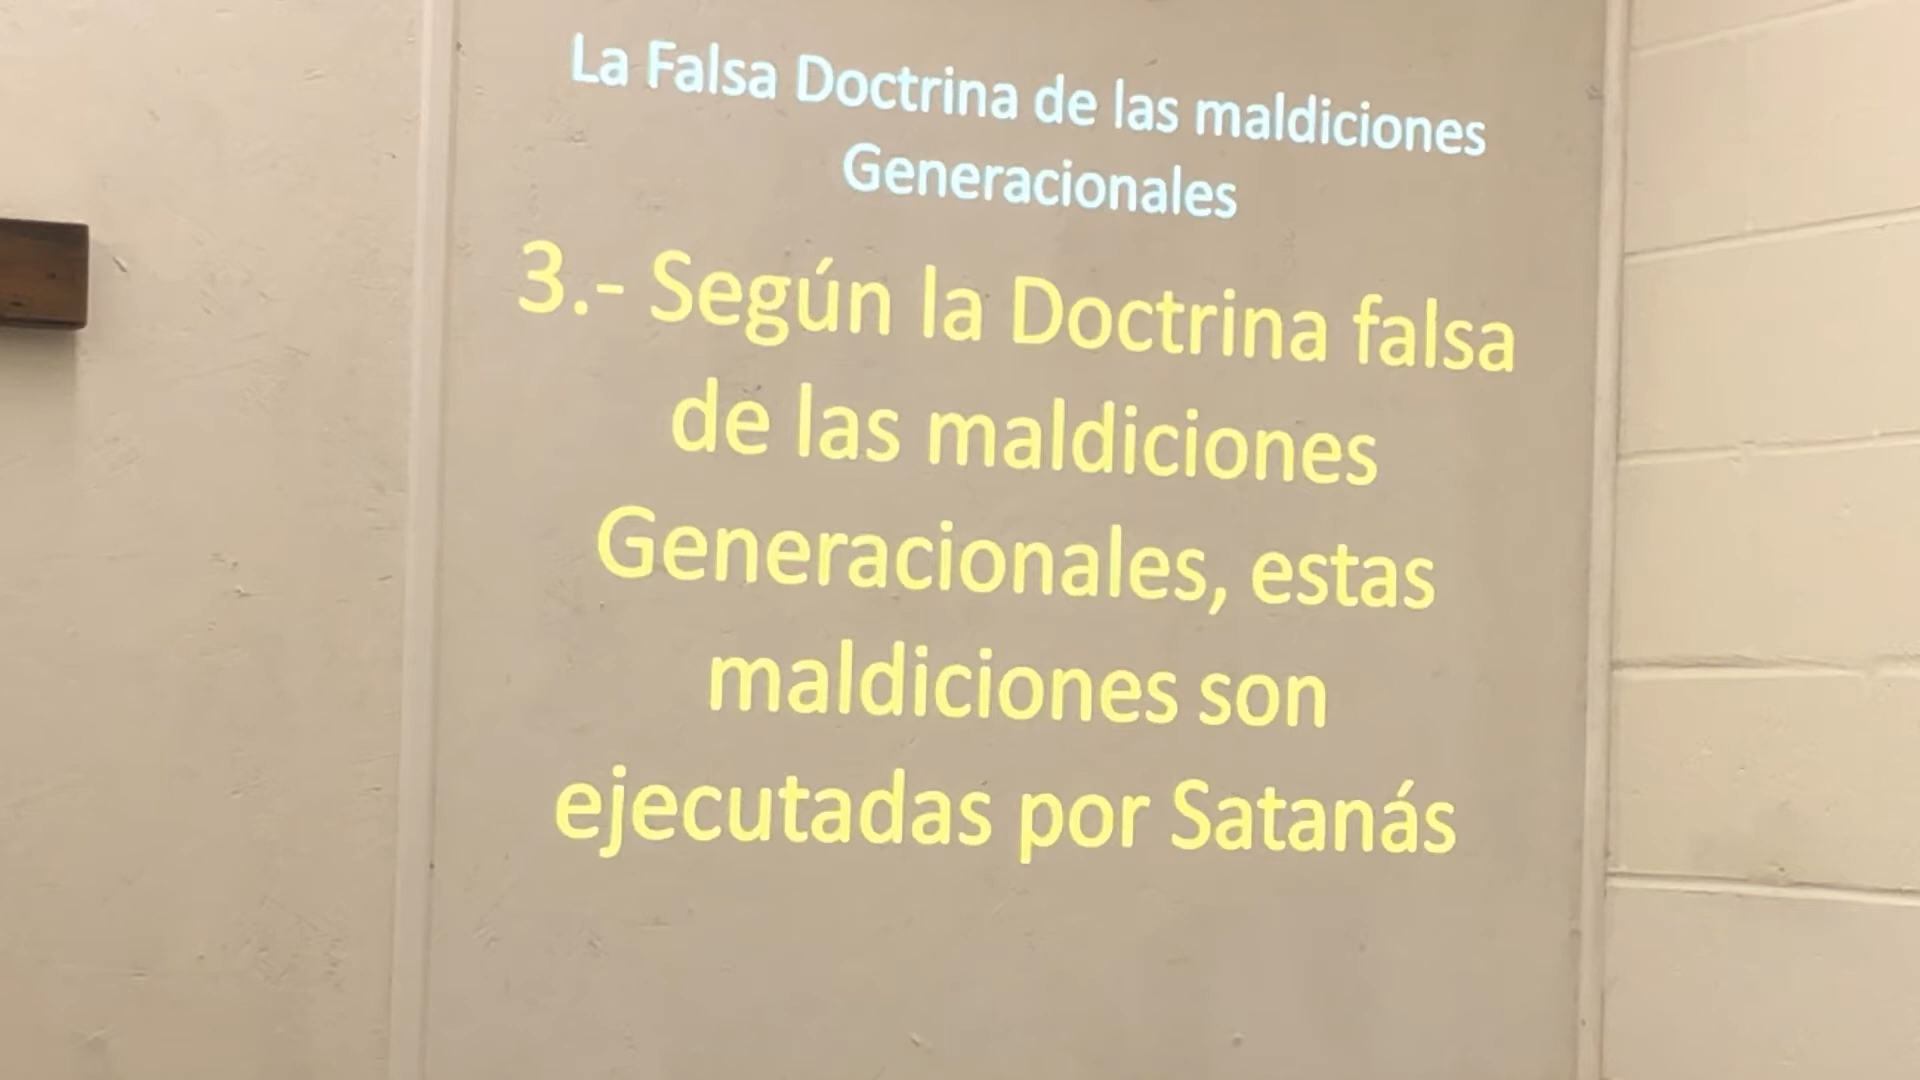 La Falsa Doctrina de las maldiciones
Generacionales
3.- Según la Doctrina falsa
de las maldiciones
Generacionales, estas
maldiciones son
ejecutadas por Satanás